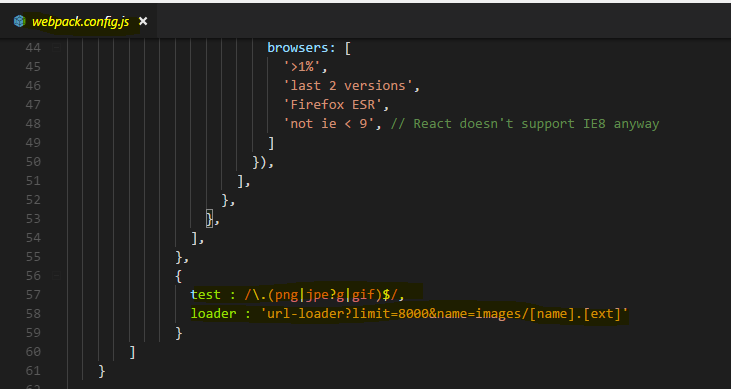 webpack.config.js ×
44 browsers: [
45 '>1%',
46 'last 2 versions',
47 'Firefox ESR',
48 'not ie < 9', // React doesn't support IE8 anyway
49 ]
50 }),
51 ],
52 },
53 },
54 ],
55 },
56 {
57 test : /\.(png|jpe?g|gif)$/,
58 loader : 'url-loader?limit=8000&name=images/[name].[ext]'
59 }
60 ]
61 }
62